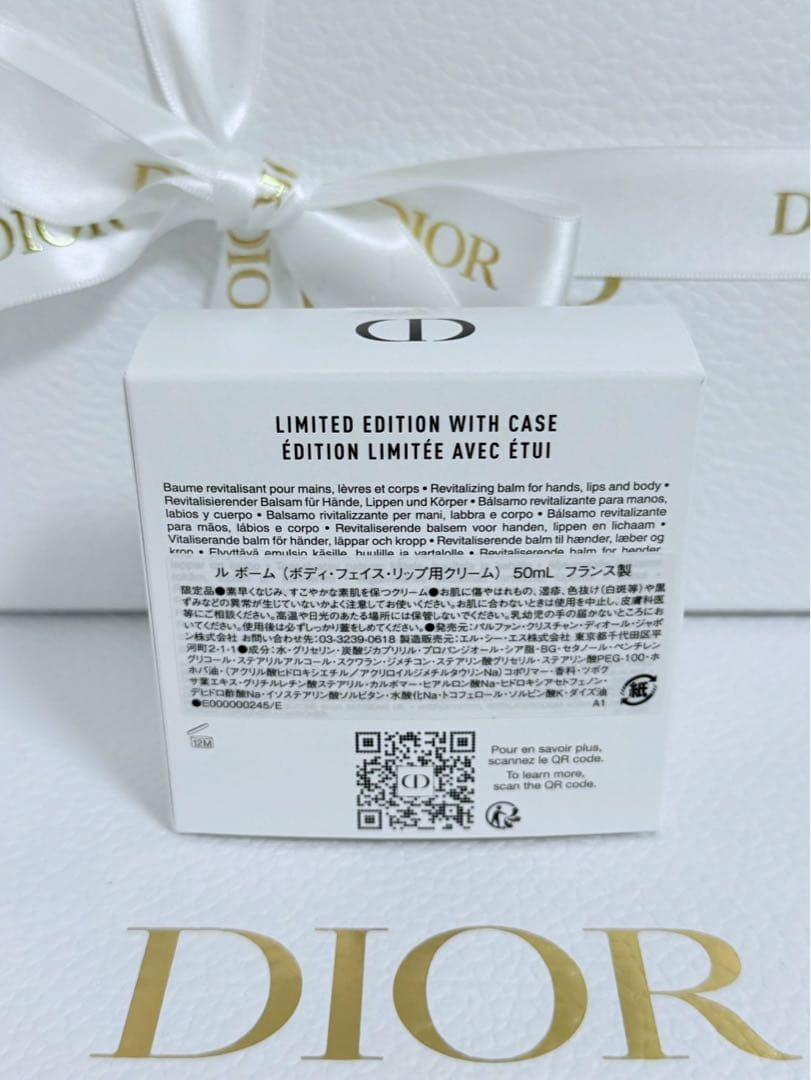 DIOR
DIOR
DIOR
D
LIMITED EDITION WITH CASE
ÉDITION LIMITÉE AVEC ÉTUI
Baume revitalisant pour mains, lèvres et corps • Revitalizing balm for hands, lips and body •
Revitalisierender Balsam für Hände, Lippen und Körper • Bálsamo revitalizante para manos,
labios y cuerpo • Balsamo rivitalizzante per mani, labbra e corpo • Bálsamo revitalizante
para mãos, lábios e corpo • Revitaliserende balsem voor handen, lippen en lichaam •
Vitaliserande balm för händer, läppar och kropp • Revitaliserende balm til hænder, læber og
krop • Elvyttävä emulsio käsille, huulille ja vartalolle • Revitaliserende balm for hender,
ル ボーム（ボディ・フェイス・リップ用クリーム） 50mL フランス製
限定品●素早くなじみ、すこやかな素肌を保つクリーム●お肌に傷やはれもの、湿疹、色抜け(白斑等)や黒
ずみなどの異常が生じていないかよく注意してお使いください。お肌に合わないときは使用を中止し、皮膚科医
等にご相談ください。高温や日光のあたる場所には保管しないでください。乳幼児の手の届かないところにお
いてください。使用後は必ずしっかり蓋をしめてください。●発売元：パルファン・クリスチャン・ディオール・ジャポ
ン株式会社 お問い合わせ先：03-3239-0618 製造販売元：エル・シー・エス株式会社 東京都千代田区平
河町2-1-1●成分：水・グリセリン・炭酸ジカプリリル・プロパンジオール・シア脂・BG・セタノール・ペンチレン
グリコール・ステアリルアルコール・スクワラン・ジメチコン・ステアリン酸グリセリル・ステアリン酸PEG-100・ホ
ホバ油・(アクリル酸ヒドロキシエチル／アクリロイルジメチルタウリンNa)コポリマー・香料・ツボク
サ葉エキス・グリチルレチン酸ステアリル・カルボマー・ヒアルロン酸Na・ヒドロキシアセトフェノン・
デヒドロ酢酸Na・イソステアリン酸ソルビタン・水酸化Na・トコフェロール・ソルビン酸K・ダイズ油
●E000000245/E
A1
紙
12M
Pour en savoir plus,
scannez le QR code.
To learn more,
scan the QR code.
DIOR